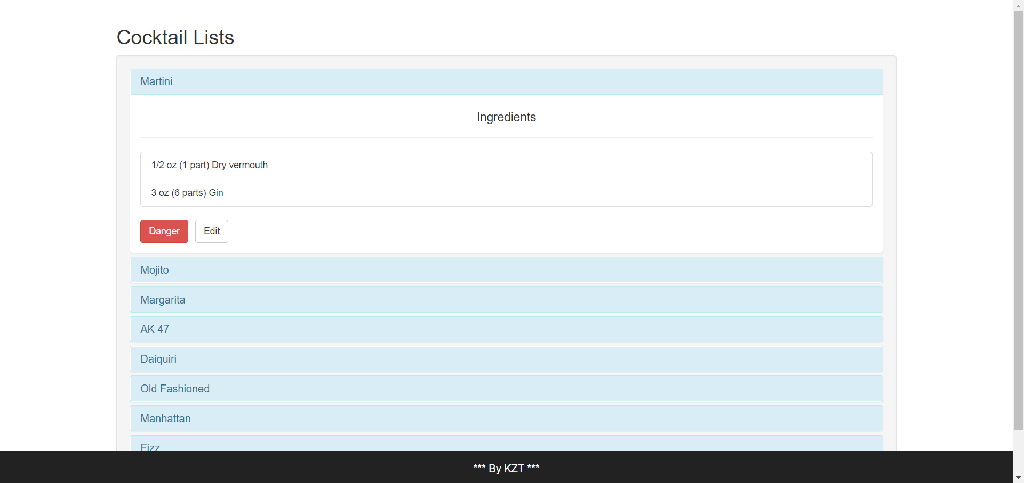 Cocktail Lists
Martini
Ingredients
1/2 oz (1 part) Dry vermouth
3 oz (6 parts) Gin
Danger Edit
Mojito
Margarita
AK 47
Daiquiri
Old Fashioned
Manhattan
Fizz
*** By KZT ***